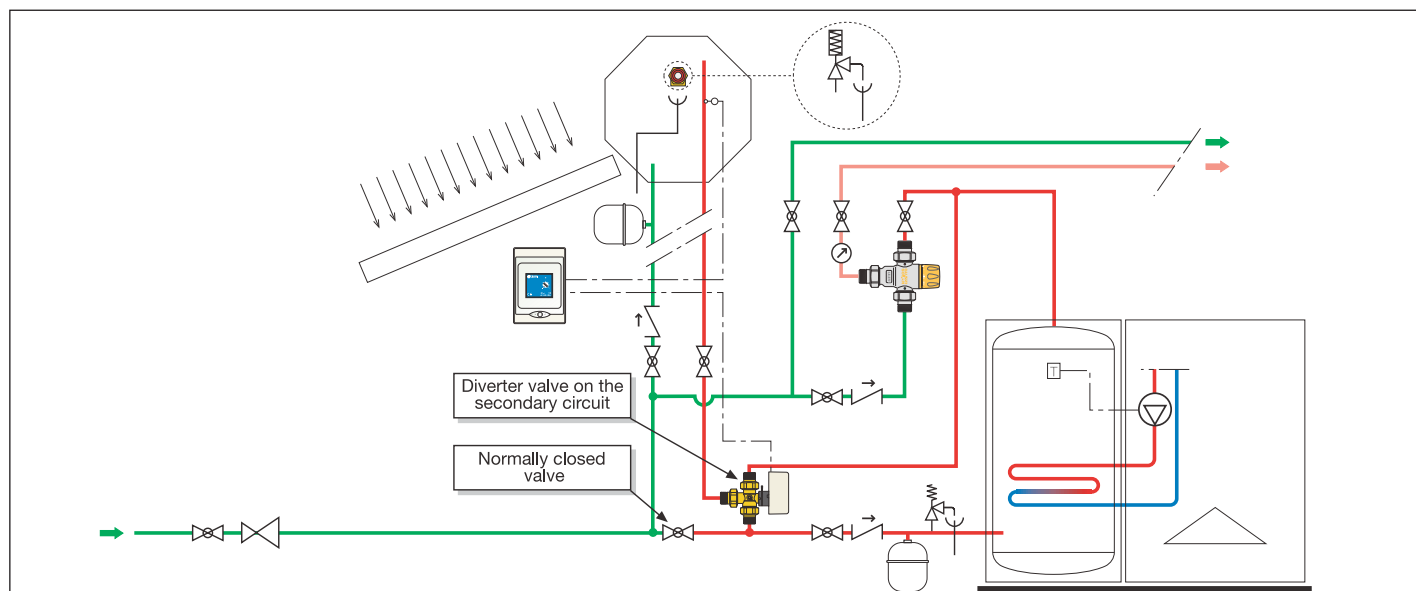 Diverter valve on the
secondary circuit
Normally closed
valve
T